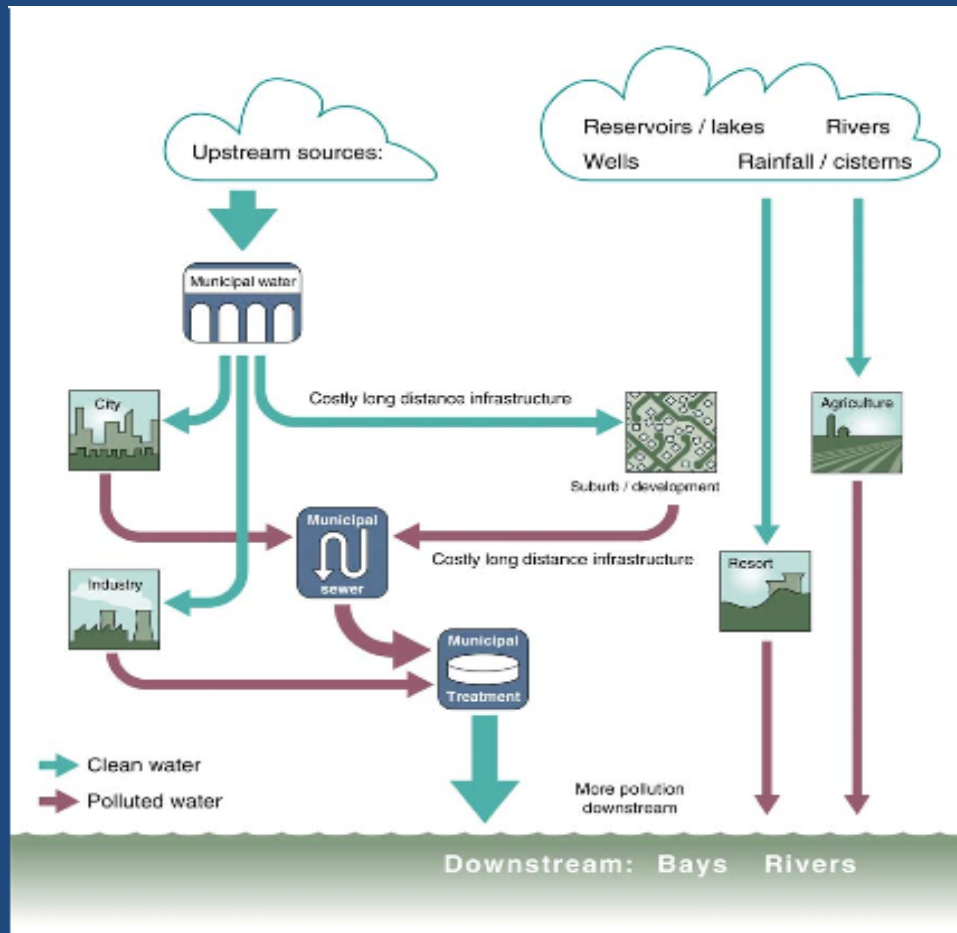 Upstream sources:
Reservoirs / lakes Rivers
Wells Rainfall / cisterns
Municipal water
City
Costly long distance infrastructure
Agriculture
Suburb / development
Municipal
sewer
Costly long distance infrastructure
Resort
Industry
Municipal
Treatment
Clean water
Polluted water
More pollution
downstream
Downstream: Bays Rivers